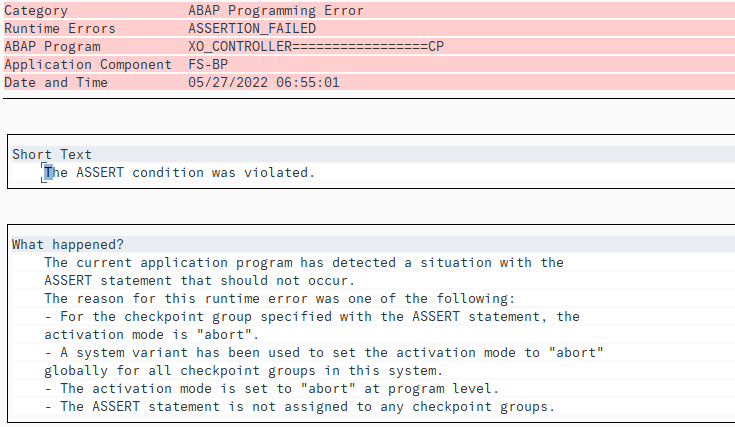 Category ABAP Programming Error
Runtime Errors ASSERTION_FAILED
ABAP Program XO_CONTROLLER=================CP
Application Component FS-BP
Date and Time 05/27/2022 06:55:01
Short Text
The ASSERT condition was violated.
What happened?
The current application program has detected a situation with the
ASSERT statement that should not occur.
The reason for this runtime error was one of the following:
- For the checkpoint group specified with the ASSERT statement, the
activation mode is "abort".
- A system variant has been used to set the activation mode to "abort"
globally for all checkpoint groups in this system.
- The activation mode is set to "abort" at program level.
- The ASSERT statement is not assigned to any checkpoint groups.